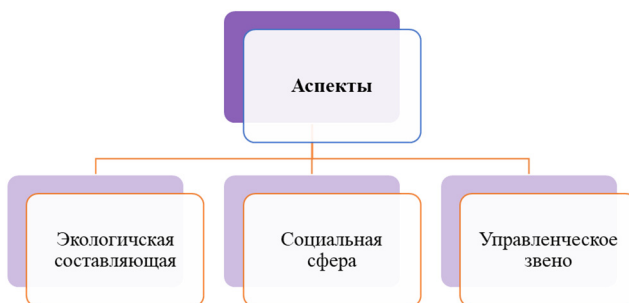 Аспекты
Экологичская
составляющая
Социальная
сфера
Управленческое
звено